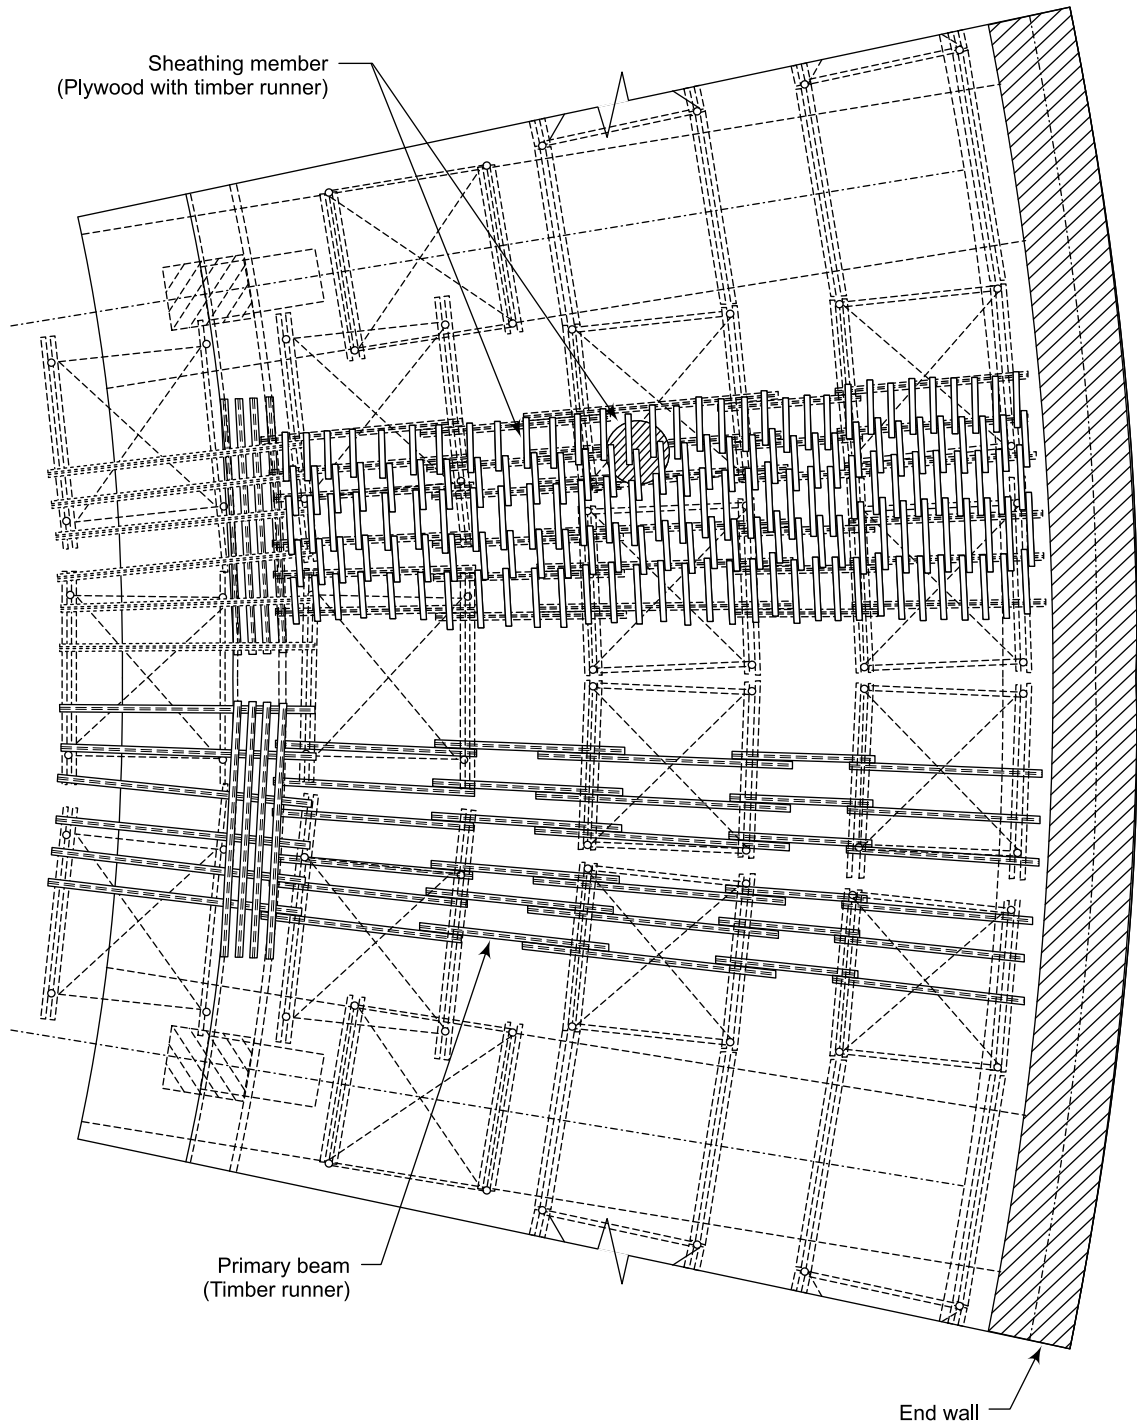 Sheathing member
(Plywood with timber runner)
Primary beam
(Timber runner)
End wall